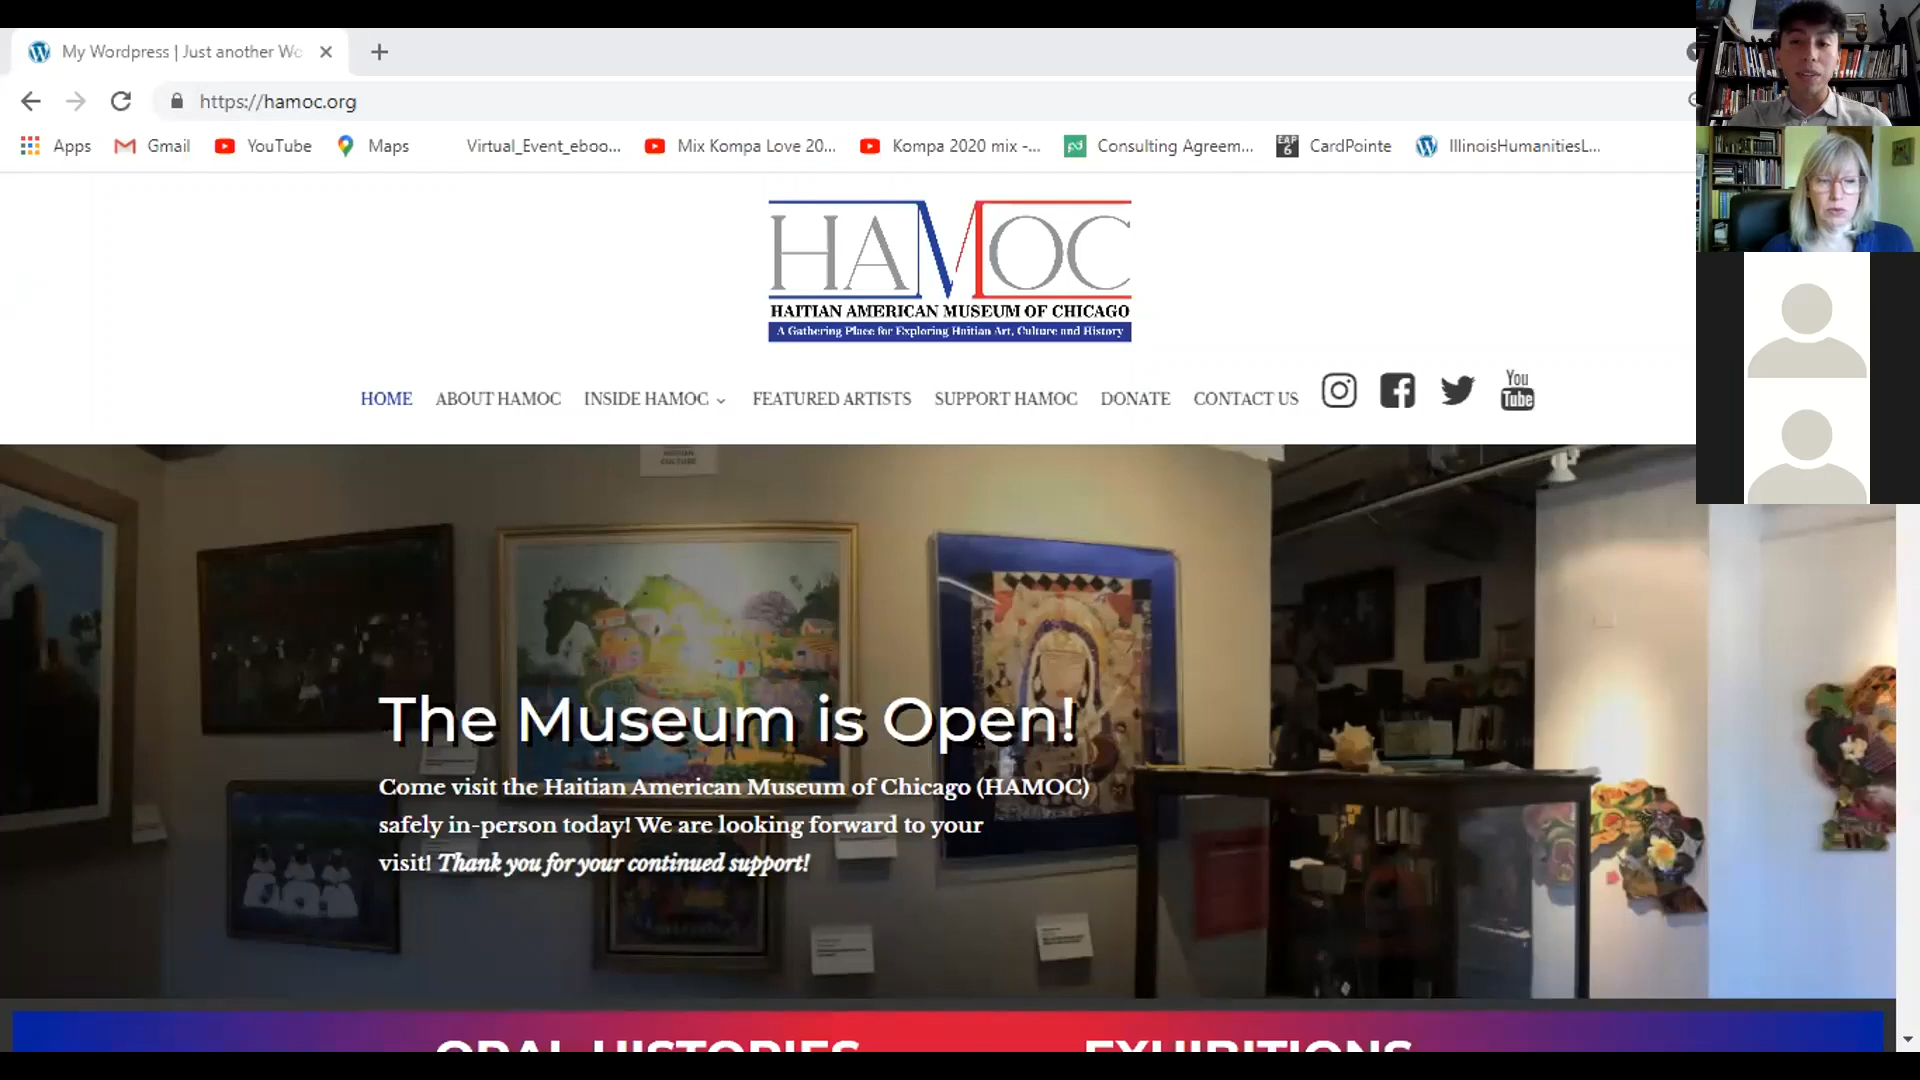 My Wordpress | Just another Wo
https://hamoc.org
Apps
Gmail
YouTube
Maps
Virtual_Event_eboo...
Mix Kompa Love 20...
Kompa 2020 mix -...
Consulting Agreem...
CardPointe
IllinoisHumanitiesL...
HAMOC
HAITIAN AMERICAN MUSEUM OF CHICAGO
A Gathering Place for Exploring Haitian Art, Culture and History
HOME
ABOUT HAMOC
INSIDE HAMOC
FEATURED ARTISTS
SUPPORT HAMOC
DONATE
CONTACT US
You
Tube
CULTURE
The Museum is Open!
Come visit the Haitian American Museum of Chicago (HAMOC)
safely in-person today! We are looking forward to your
visit! Thank you for your continued support!
ORAL HISTORIES
EXHIBITIONS